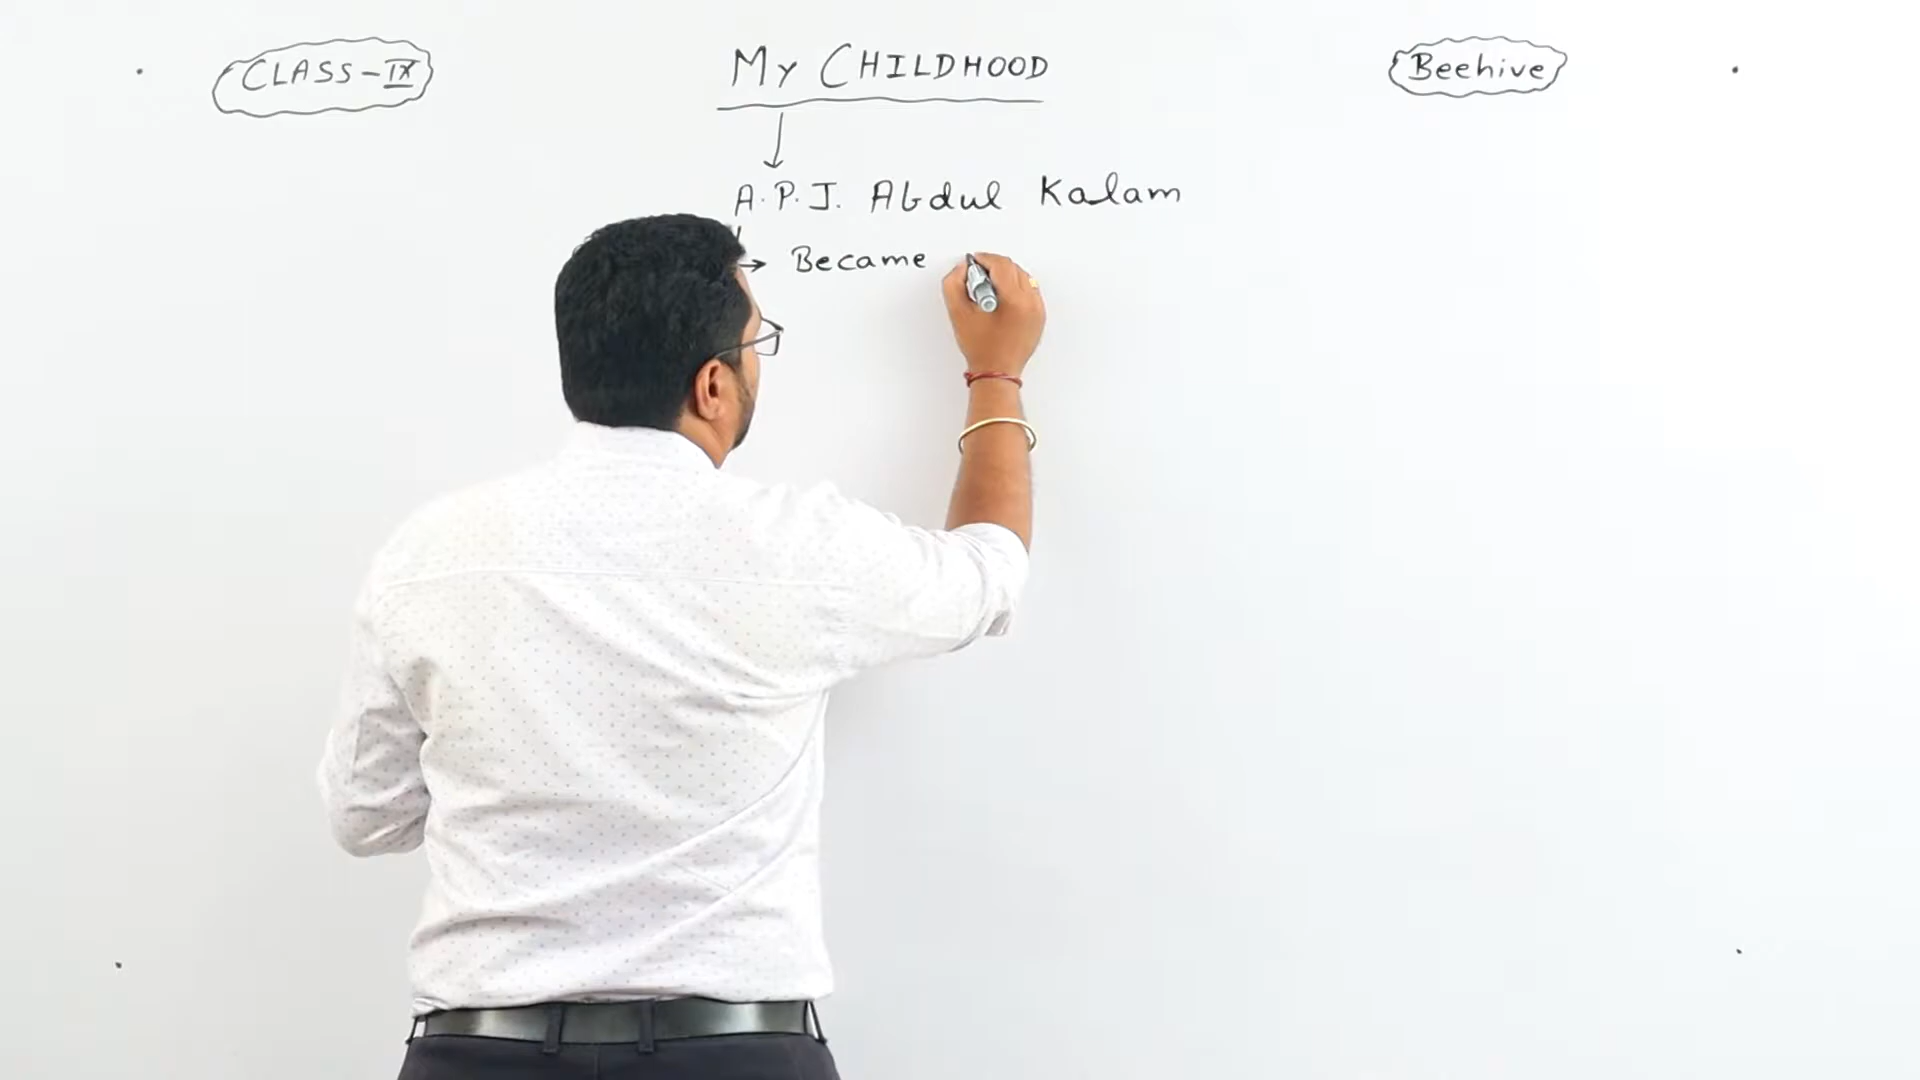 CLASS-IX
MY CHILDHOOD
Beehive
A.P.J. Abdul Kalam
→ Became